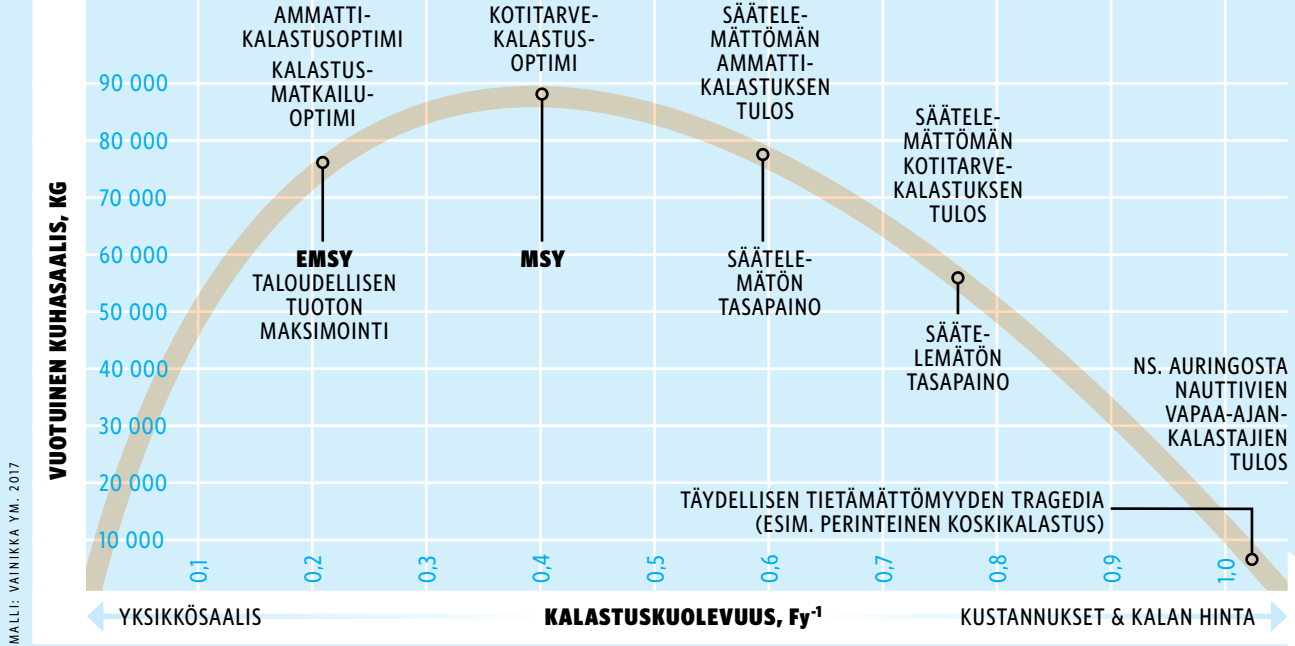 AMMATTI-
KALASTUSOPTIMI
KALASTUS-
MATKAILU-
OPTIMI
KOTITARVE-
KALASTUS-
OPTIMI
SÄÄTELE-
MÄTTÖMÄN
AMMATTI-
KALASTUKSEN
TULOS
SÄÄTELE-
MÄTTÖMÄN
KOTITARVE-
KALASTUKSEN
TULOS
90 000
80 000
70 000
60 000
50 000
40 000
30 000
20 000
10 000
VUOTUINEN KUHASAALIS, KG
EMSY
TALOUDELLISEN
TUOTON
MAKSIMOINTI
MSY
SÄÄTELE-
MÄTÖN
TASAPAINO
SÄÄTE-
LEMÄTÖN
TASAPAINO
NS. AURINGOSTA
NAUTTIVIEN
VAPAA-AJAN-
KALASTAJIEN
TULOS
TÄYDELLISEN TIETÄMÄTTÖMYYDEN TRAGEDIA
(ESIM. PERINTEINEN KOSKIKALASTUS)
0,1
0,2
0,3
0,4
0,5
0,6
0,7
0,8
0,9
1,0
YKSIKKÖSAALIS
KALASTUSKUOLEVUUS, Fy⁻¹
KUSTANNUKSET & KALAN HINTA
MALLI: VAINIKKA YM. 2017